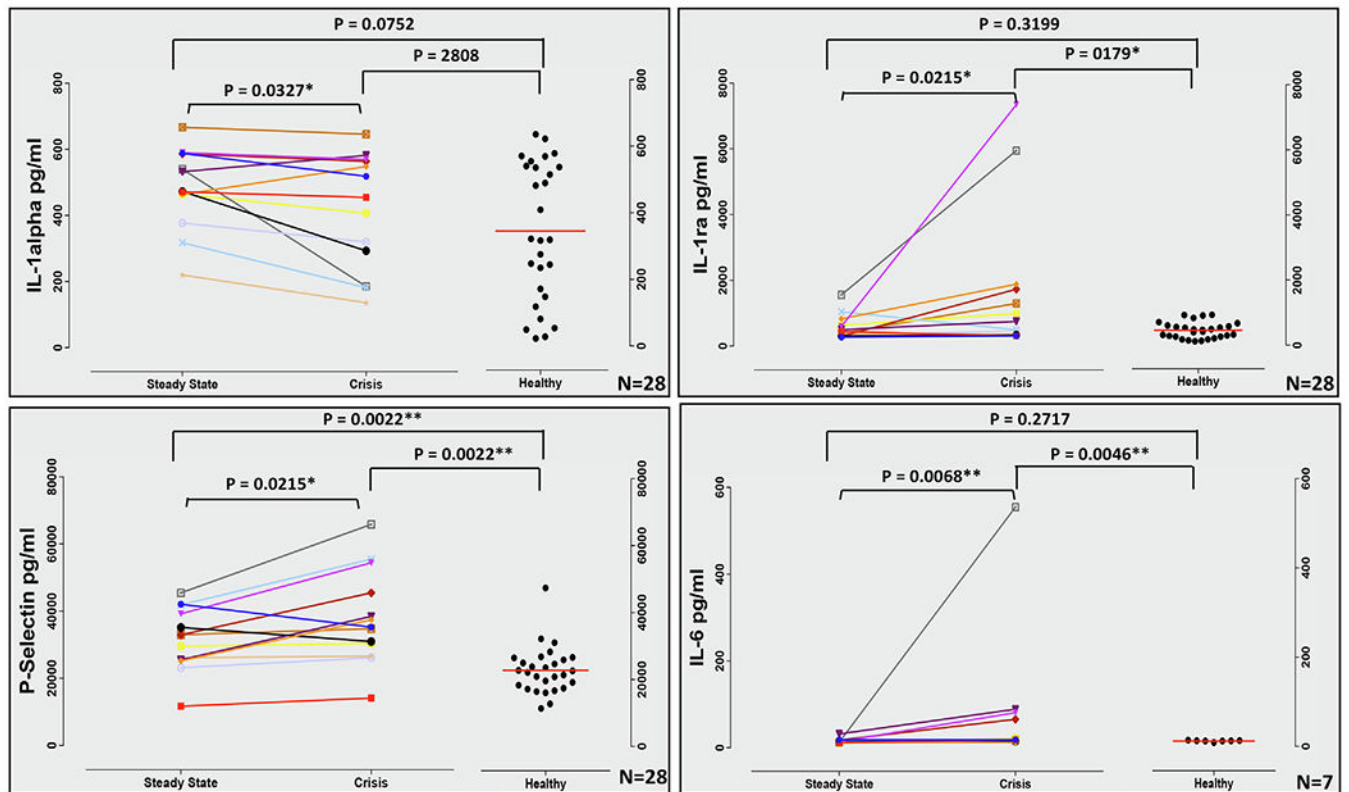 P = 0.0752
P = 2808
P = 0.0327*
IL-1alpha pg/ml
800
600
400
200
0
800
600
400
200
0
Steady State
Crisis
Healthy
N=28
P = 0.3199
P = 0179*
P = 0.0215*
IL-1ra pg/ml
8000
6000
4000
2000
0
8000
6000
4000
2000
0
Steady State
Crisis
Healthy
N=28
P = 0.0022**
P = 0.0022**
P = 0.0215*
P-Selectin pg/ml
80000
60000
40000
20000
0
80000
60000
40000
20000
0
Steady State
Crisis
Healthy
N=28
P = 0.2717
P = 0.0046**
P = 0.0068**
IL-6 pg/ml
600
400
200
0
600
400
200
0
Steady State
Crisis
Healthy
N=7